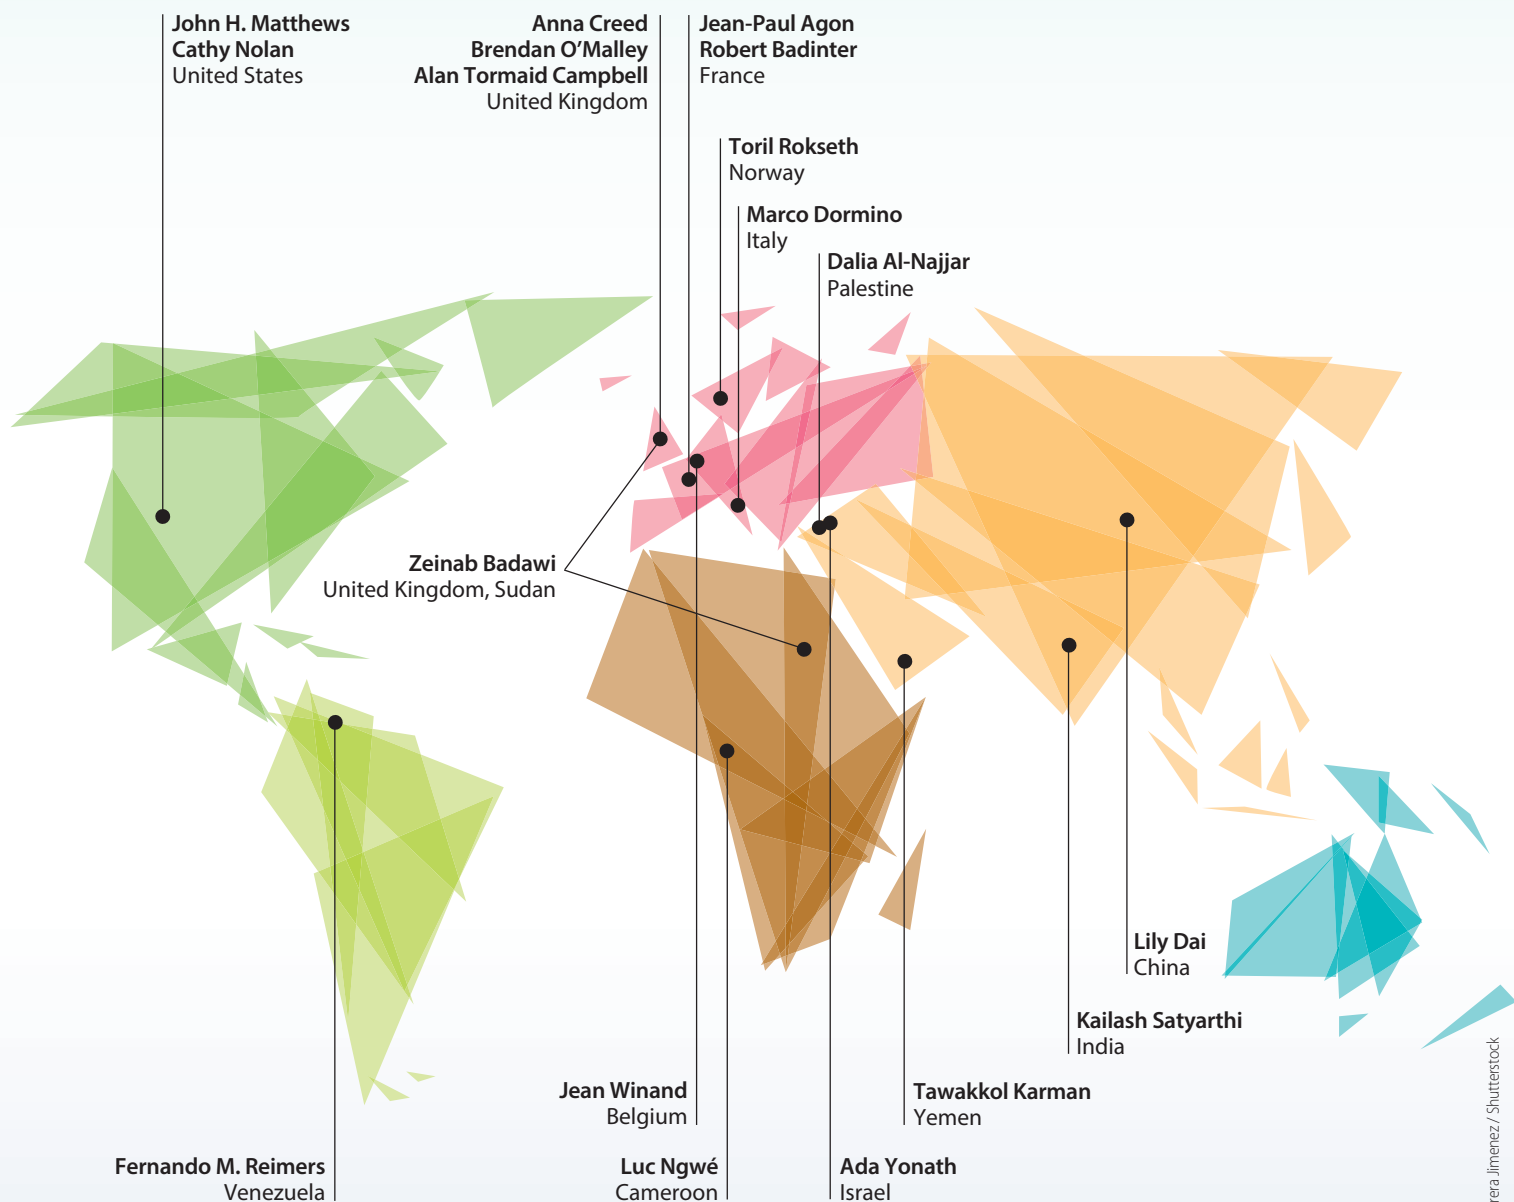 John H. Matthews
Cathy Nolan
United States
Anna Creed
Brendan O’Malley
Alan Tormaid Campbell
United Kingdom
Jean-Paul Agon
Robert Badinter
France
Toril Rokseth
Norway
Marco Dormino
Italy
Dalia Al-Najjar
Palestine
Zeinab Badawi
United Kingdom, Sudan
Lily Dai
China
Kailash Satyarthi
India
Jean Winand
Belgium
Tawakkol Karman
Yemen
Fernando M. Reimers
Venezuela
Luc Ngwé
Cameroon
Ada Yonath
Israel
Jimenez / Shutterstock